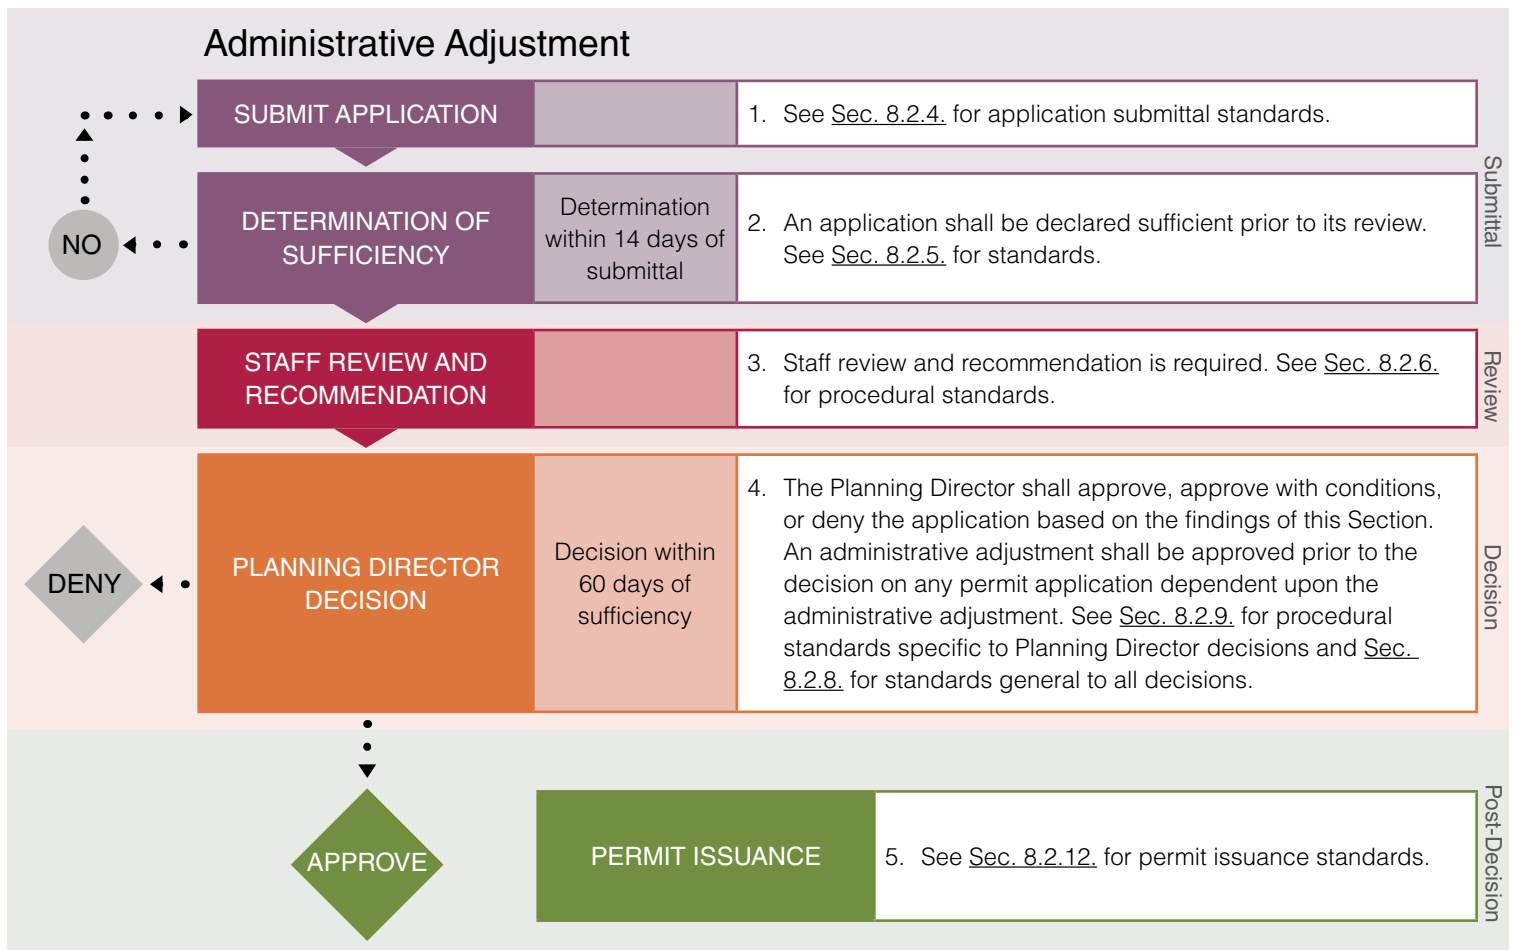 Administrative Adjustment
SUBMIT APPLICATION
1. See Sec. 8.2.4. for application submittal standards.
Submittal
NO
DETERMINATION OF
SUFFICIENCY
Determination
within 14 days of
submittal
2. An application shall be declared sufficient prior to its review.
See Sec. 8.2.5. for standards.
STAFF REVIEW AND
RECOMMENDATION
3. Staff review and recommendation is required. See Sec. 8.2.6.
for procedural standards.
Review
DENY
PLANNING DIRECTOR
DECISION
Decision within
60 days of
sufficiency
4. The Planning Director shall approve, approve with conditions,
or deny the application based on the findings of this Section.
An administrative adjustment shall be approved prior to the
decision on any permit application dependent upon the
administrative adjustment. See Sec. 8.2.9. for procedural
standards specific to Planning Director decisions and Sec.
8.2.8. for standards general to all decisions.
Decision
APPROVE
PERMIT ISSUANCE
5. See Sec. 8.2.12. for permit issuance standards.
Post-Decision